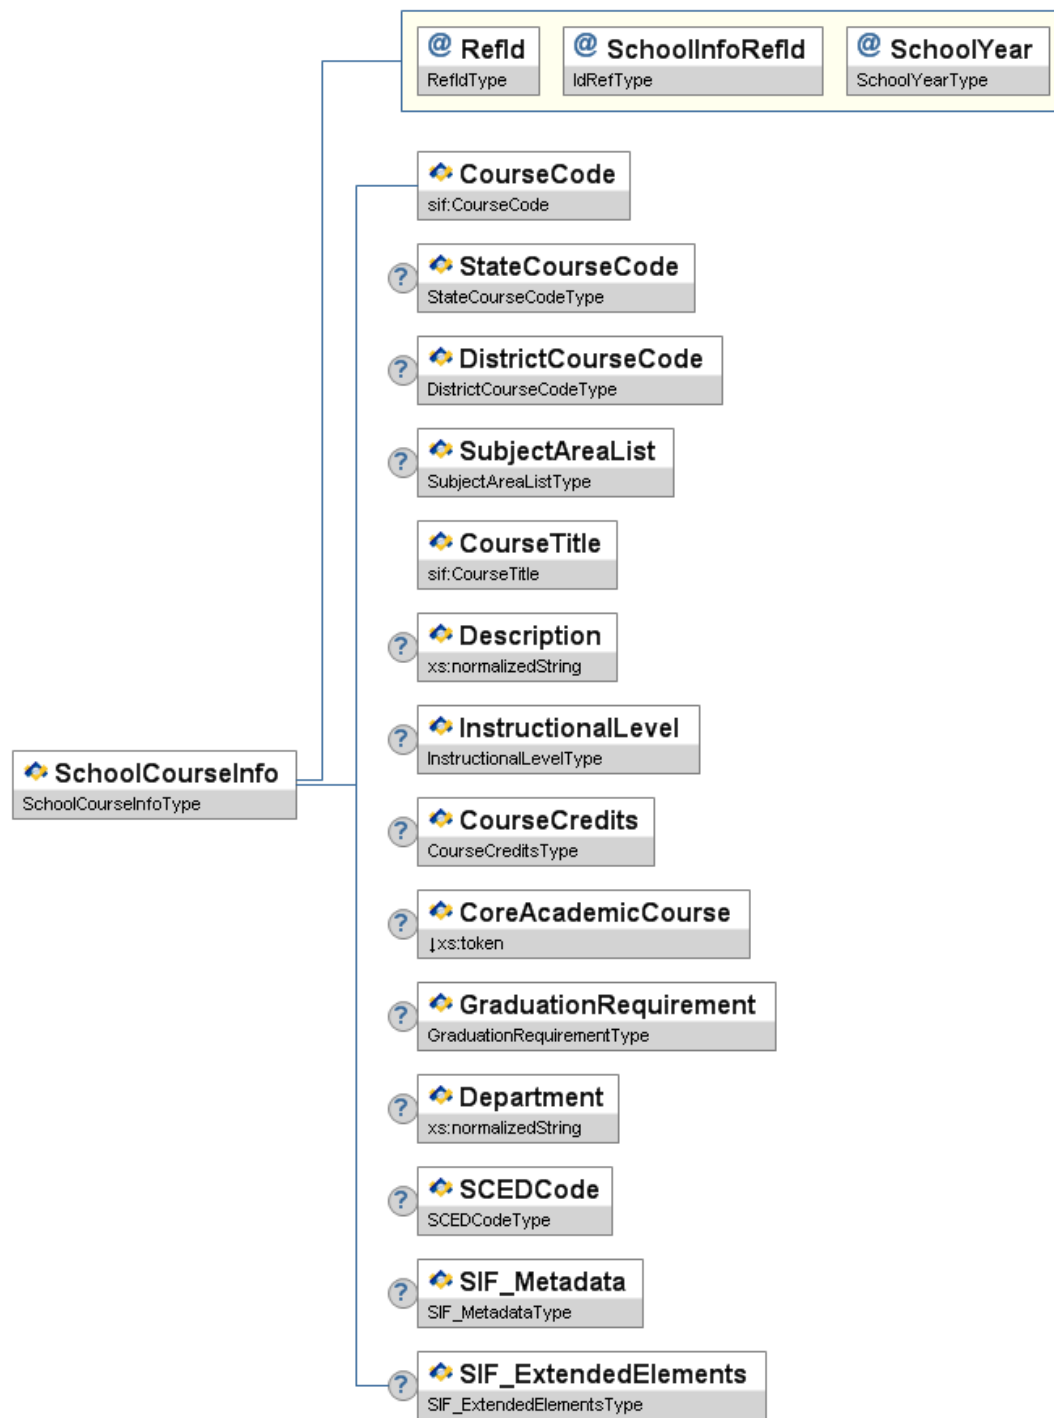 @ RefId
RefIdType
@ SchoolInfoRefId
IdRefType
@ SchoolYear
SchoolYearType
CourseCode
sif:CourseCode
? StateCourseCode
StateCourseCodeType
? DistrictCourseCode
DistrictCourseCodeType
? SubjectAreaList
SubjectAreaListType
CourseTitle
sif:CourseTitle
? Description
xs:normalizedString
? InstructionalLevel
InstructionalLevelType
SchoolCourseInfo
SchoolCourseInfoType
? CourseCredits
CourseCreditsType
? CoreAcademicCourse
↓xs:token
? GraduationRequirement
GraduationRequirementType
? Department
xs:normalizedString
? SCEDCode
SCEDCodeType
? SIF_Metadata
SIF_MetadataType
? SIF_ExtendedElements
SIF_ExtendedElementsType